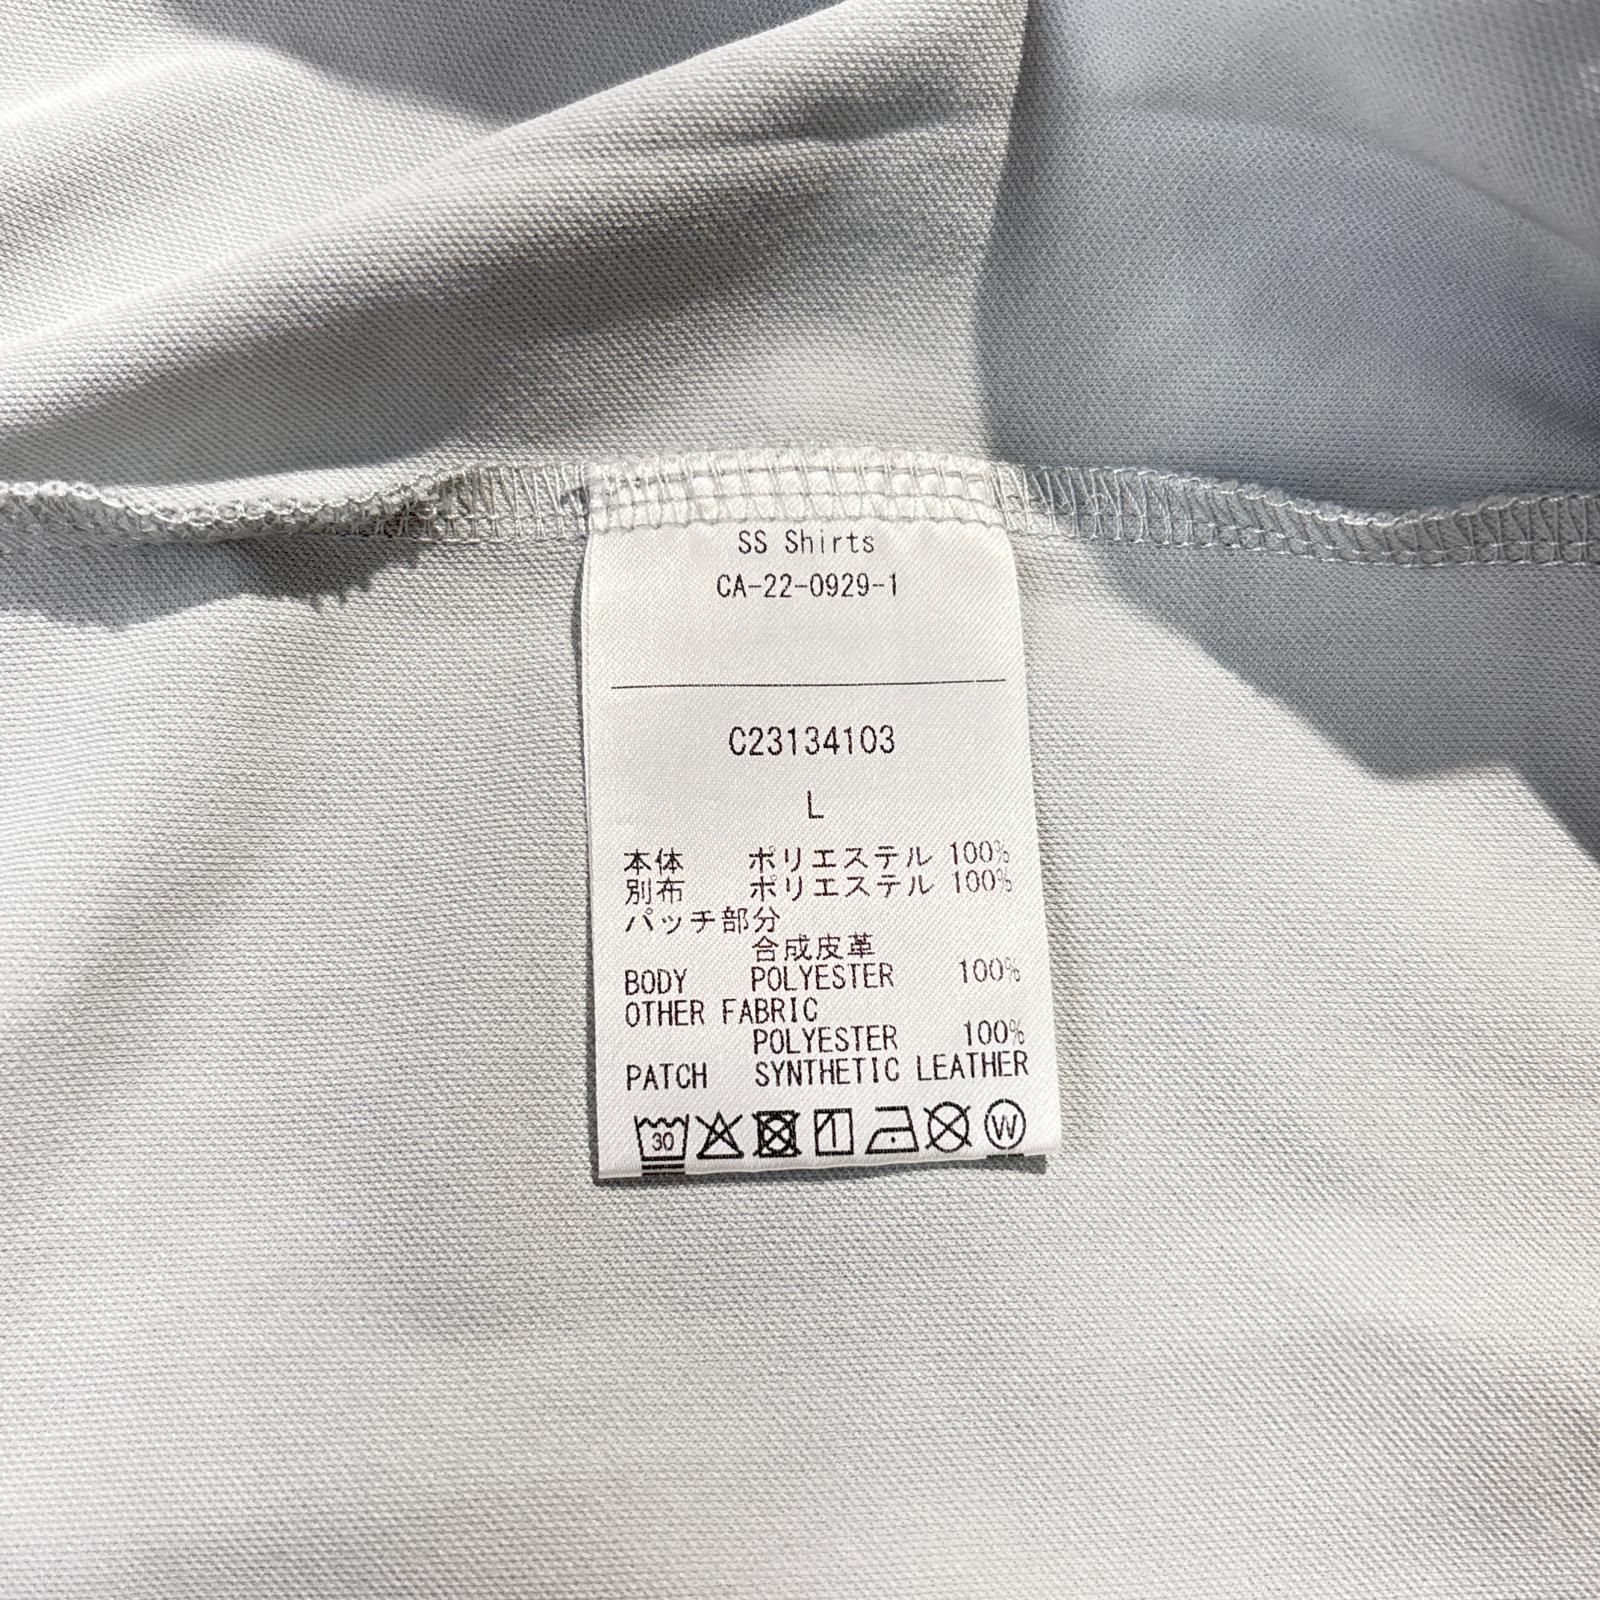 SS Shirts
CA-22-0929-1
C23134103
L
本体 ポリエステル 100%
別布 ポリエステル 100%
パッチ部分
合成皮革
BODY POLYESTER 100%
OTHER FABRIC
POLYESTER 100%
PATCH SYNTHETIC LEATHER
30 W